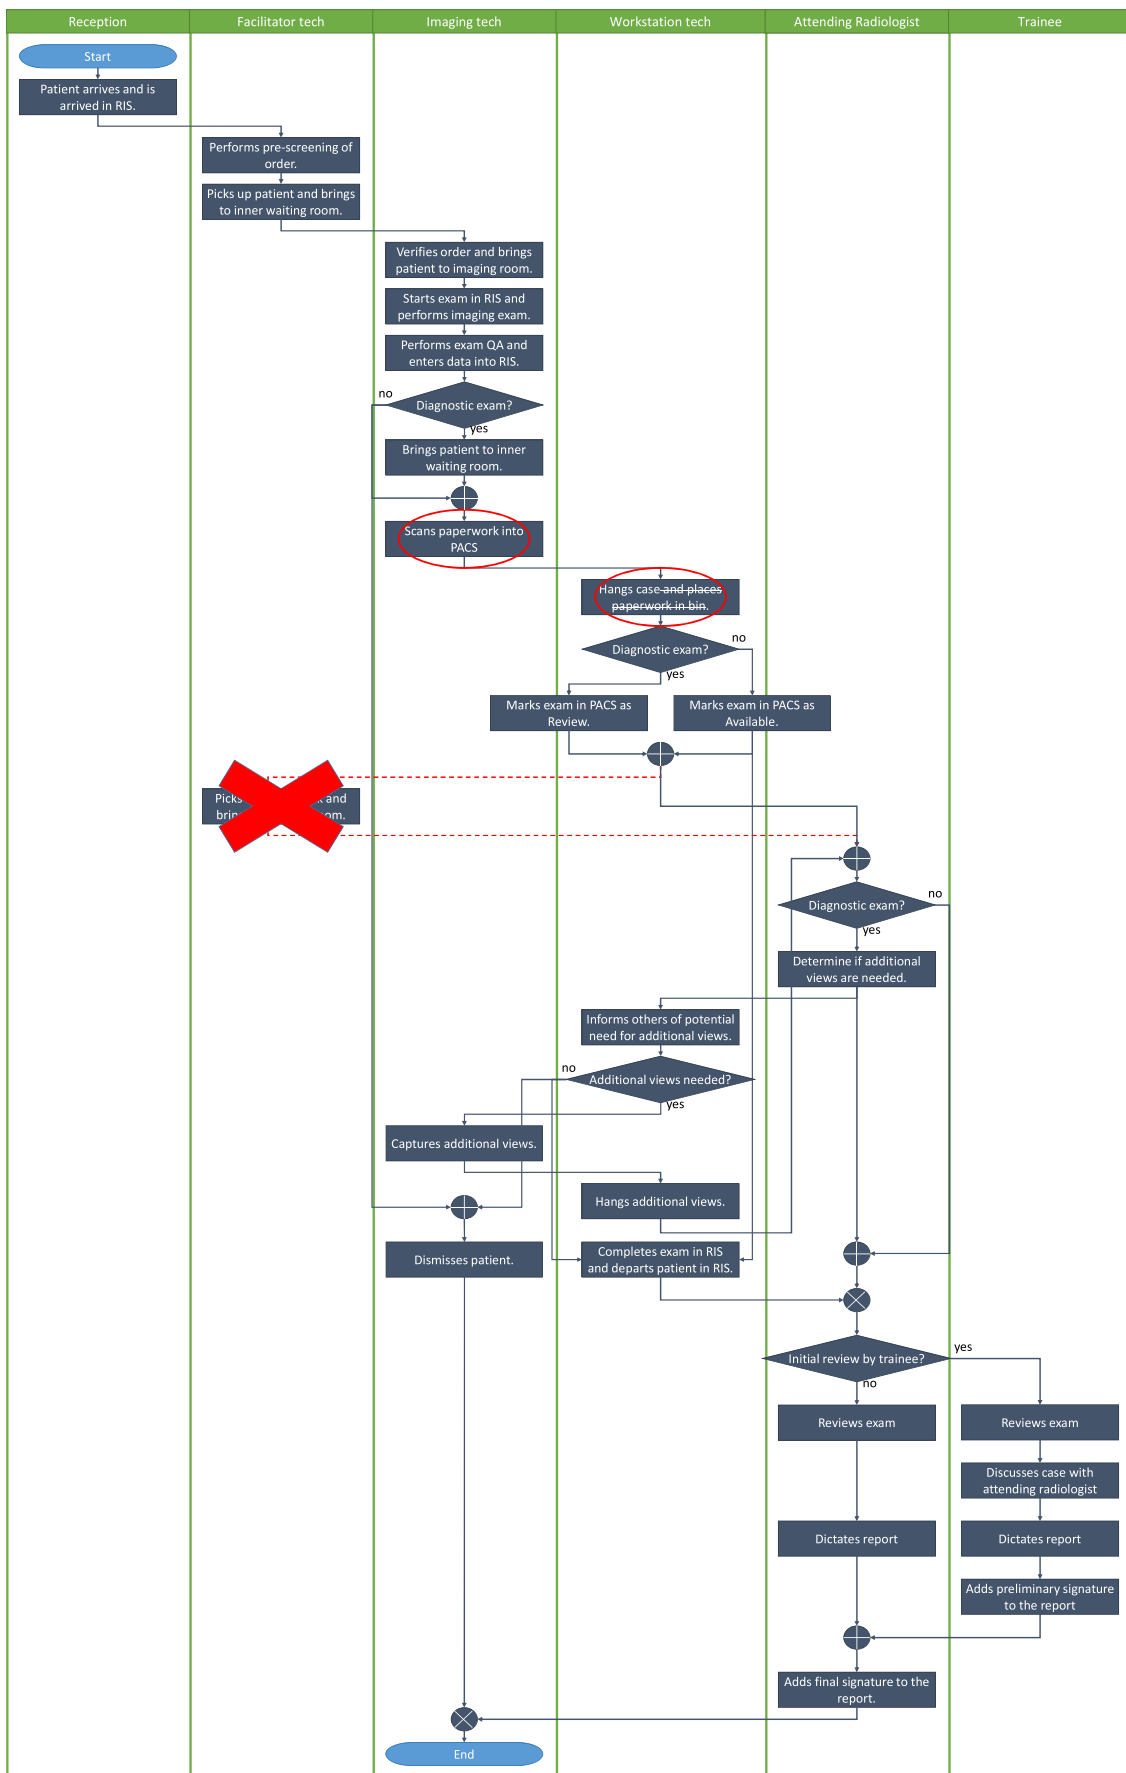 Reception
Facilitator tech
Imaging tech
Workstation tech
Attending Radiologist
Trainee
Start
Patient arrives and is
arrived in RIS.
Performs pre-screening of
order.
Picks up patient and brings
to inner waiting room.
Verifies order and brings
patient to imaging room.
Starts exam in RIS and
performs imaging exam.
Performs exam QA and
enters data into RIS.
no
Diagnostic exam?
yes
Brings patient to inner
waiting room.
Scans paperwork into
PACS
Hangs case and places
paperwork in bin.
Diagnostic exam?
no
yes
Marks exam in PACS as
Review.
Marks exam in PACS as
Available.
and
Diagnostic exam?
no
yes
Determine if additional
views are needed.
Informs others of potential
need for additional views.
no
Additional views needed?
yes
Captures additional views.
Hangs additional views.
Dismisses patient.
Completes exam in RIS
and departs patient in RIS.
Initial review by trainee?
yes
no
Reviews exam
Reviews exam
Discusses case with
attending radiologist
Dictates report
Dictates report
Adds preliminary signature
to the report
Adds final signature to the
report.
End